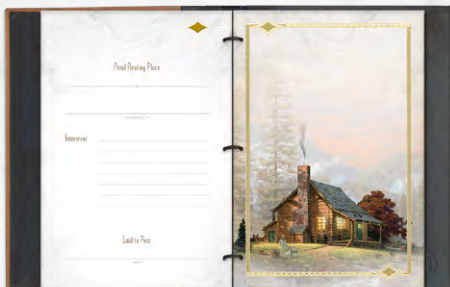 Final Resting Place
Interment
Laid to Rest